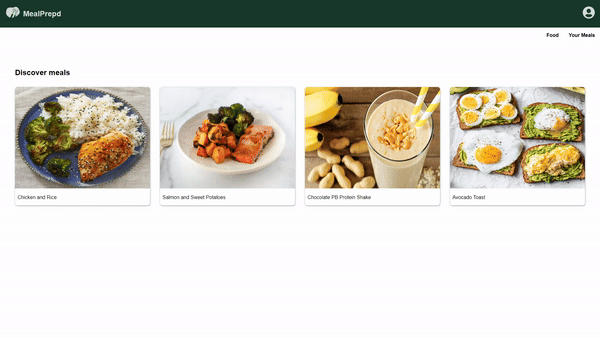 MealPrepd
Food
Your Meals
Discover meals
Chicken and Rice
Salmon and Sweet Potatoes
Chocolate PB Protein Shake
Avocado Toast